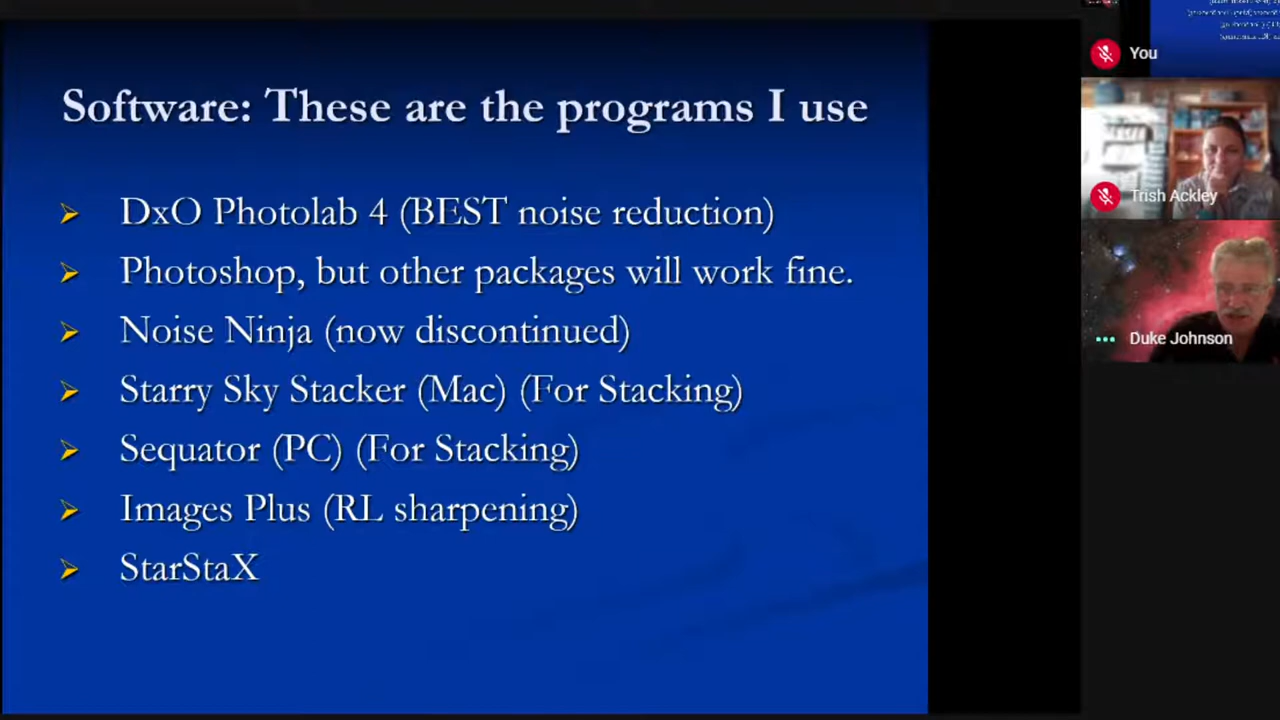 Software: These are the programs I use
DxO Photolab 4 (BEST noise reduction)
Photoshop, but other packages will work fine.
Noise Ninja (now discontinued)
Starry Sky Stacker (Mac) (For Stacking)
Sequator (PC) (For Stacking)
Images Plus (RL sharpening)
StarStaX
You
Trish Ackley
Duke Johnson